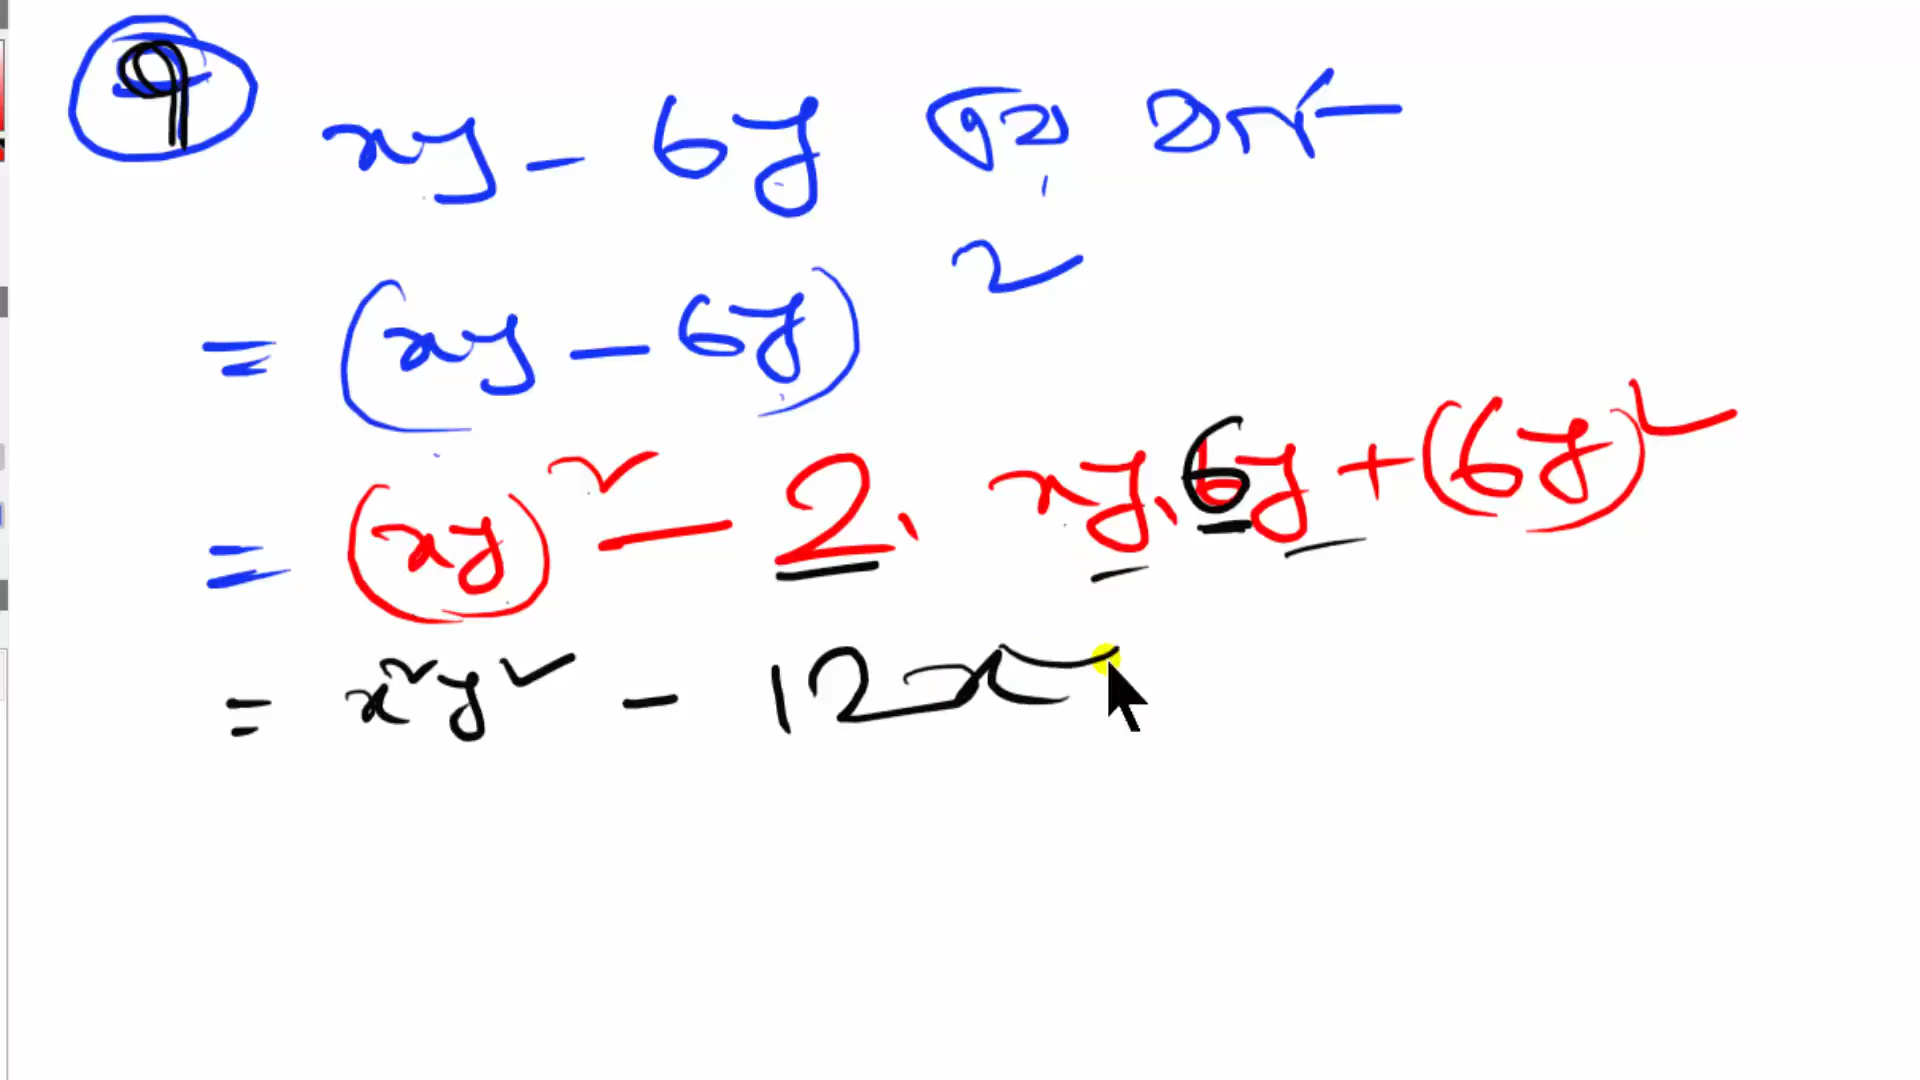 ৭ xy - 6y এর বর্গ
= (xy - 6y)²
= (xy)² - 2. xy. 6y + (6y)²
= x²y² - 12x